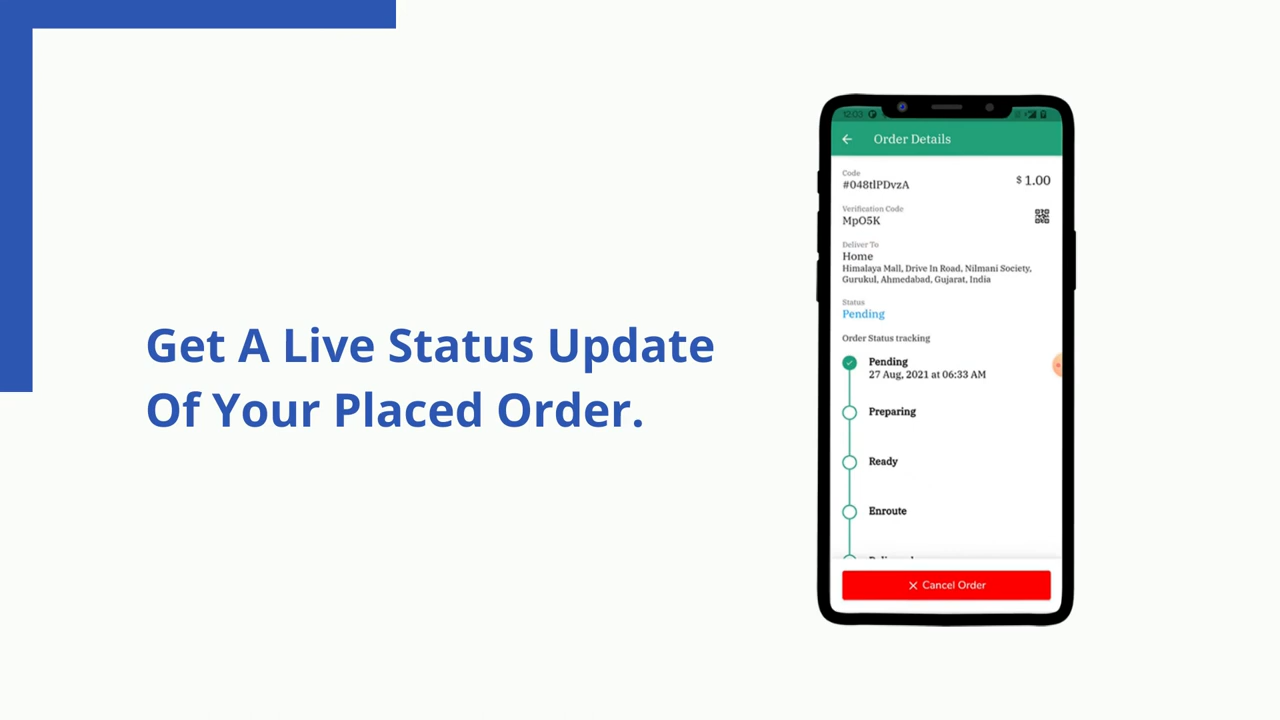 Get A Live Status Update
Of Your Placed Order.
12:03
Order Details
Code
#048tlPDvzA
$ 1.00
Verification Code
MpO5K
Deliver To
Home
Himalaya Mall, Drive In Road, Nilmani Society,
Gurukul, Ahmedabad, Gujarat, India
Status
Pending
Order Status tracking
Pending
27 Aug, 2021 at 06:33 AM
Preparing
Ready
Enroute
Cancel Order